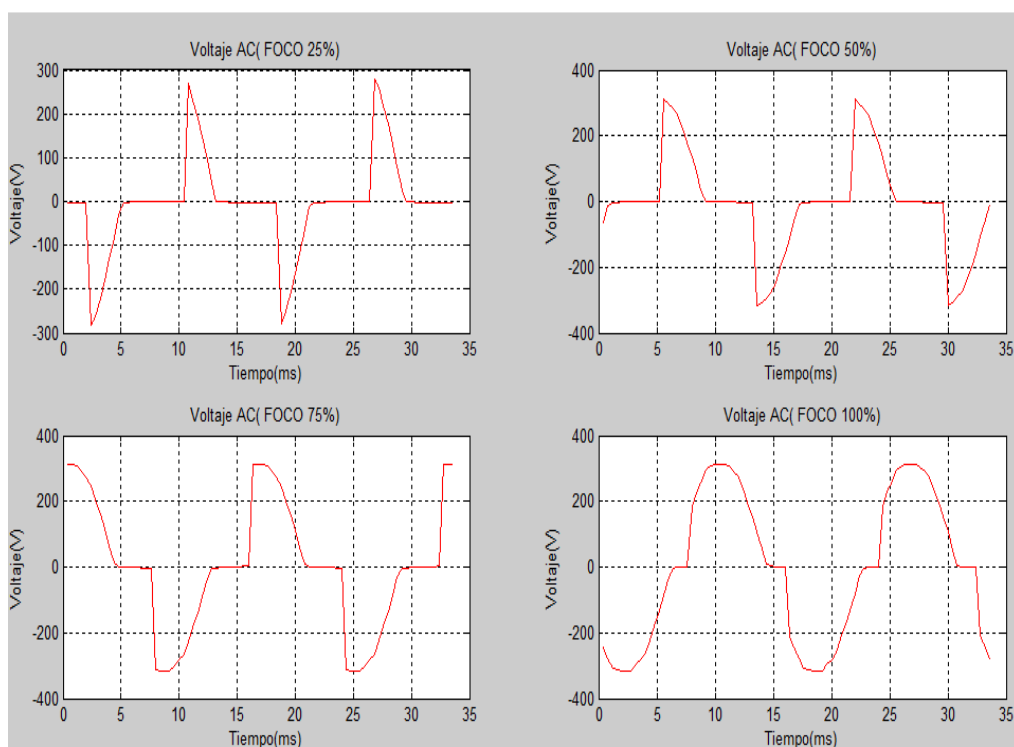 Voltaje AC( FOCO 25%)
Voltaje(V)
300
200
100
0
-100
-200
-300
0 5 10 15 20 25 30 35
Tiempo(ms)
Voltaje AC( FOCO 50%)
Voltaje(V)
400
200
0
-200
-400
0 5 10 15 20 25 30 35
Tiempo(ms)
Voltaje AC( FOCO 75%)
Voltaje(V)
400
200
0
-200
-400
0 5 10 15 20 25 30 35
Tiempo(ms)
Voltaje AC( FOCO 100%)
Voltaje(V)
400
200
0
-200
-400
0 5 10 15 20 25 30 35
Tiempo(ms)